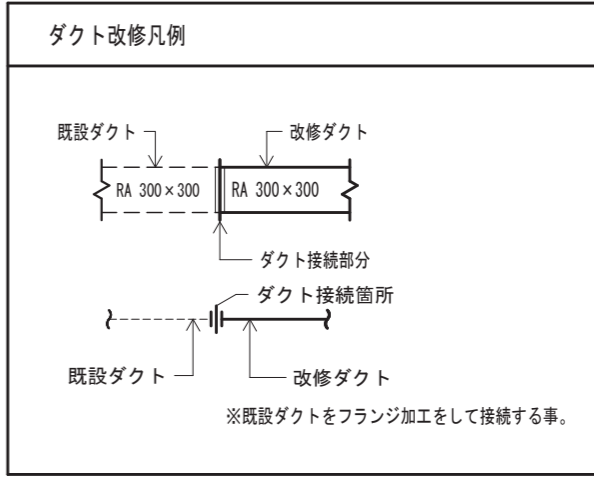 ダクト改修凡例
既設ダクト
改修ダクト
RA 300×300
RA 300×300
ダクト接続部分
ダクト接続箇所
既設ダクト
改修ダクト
※既設ダクトをフランジ加工をして接続する事。